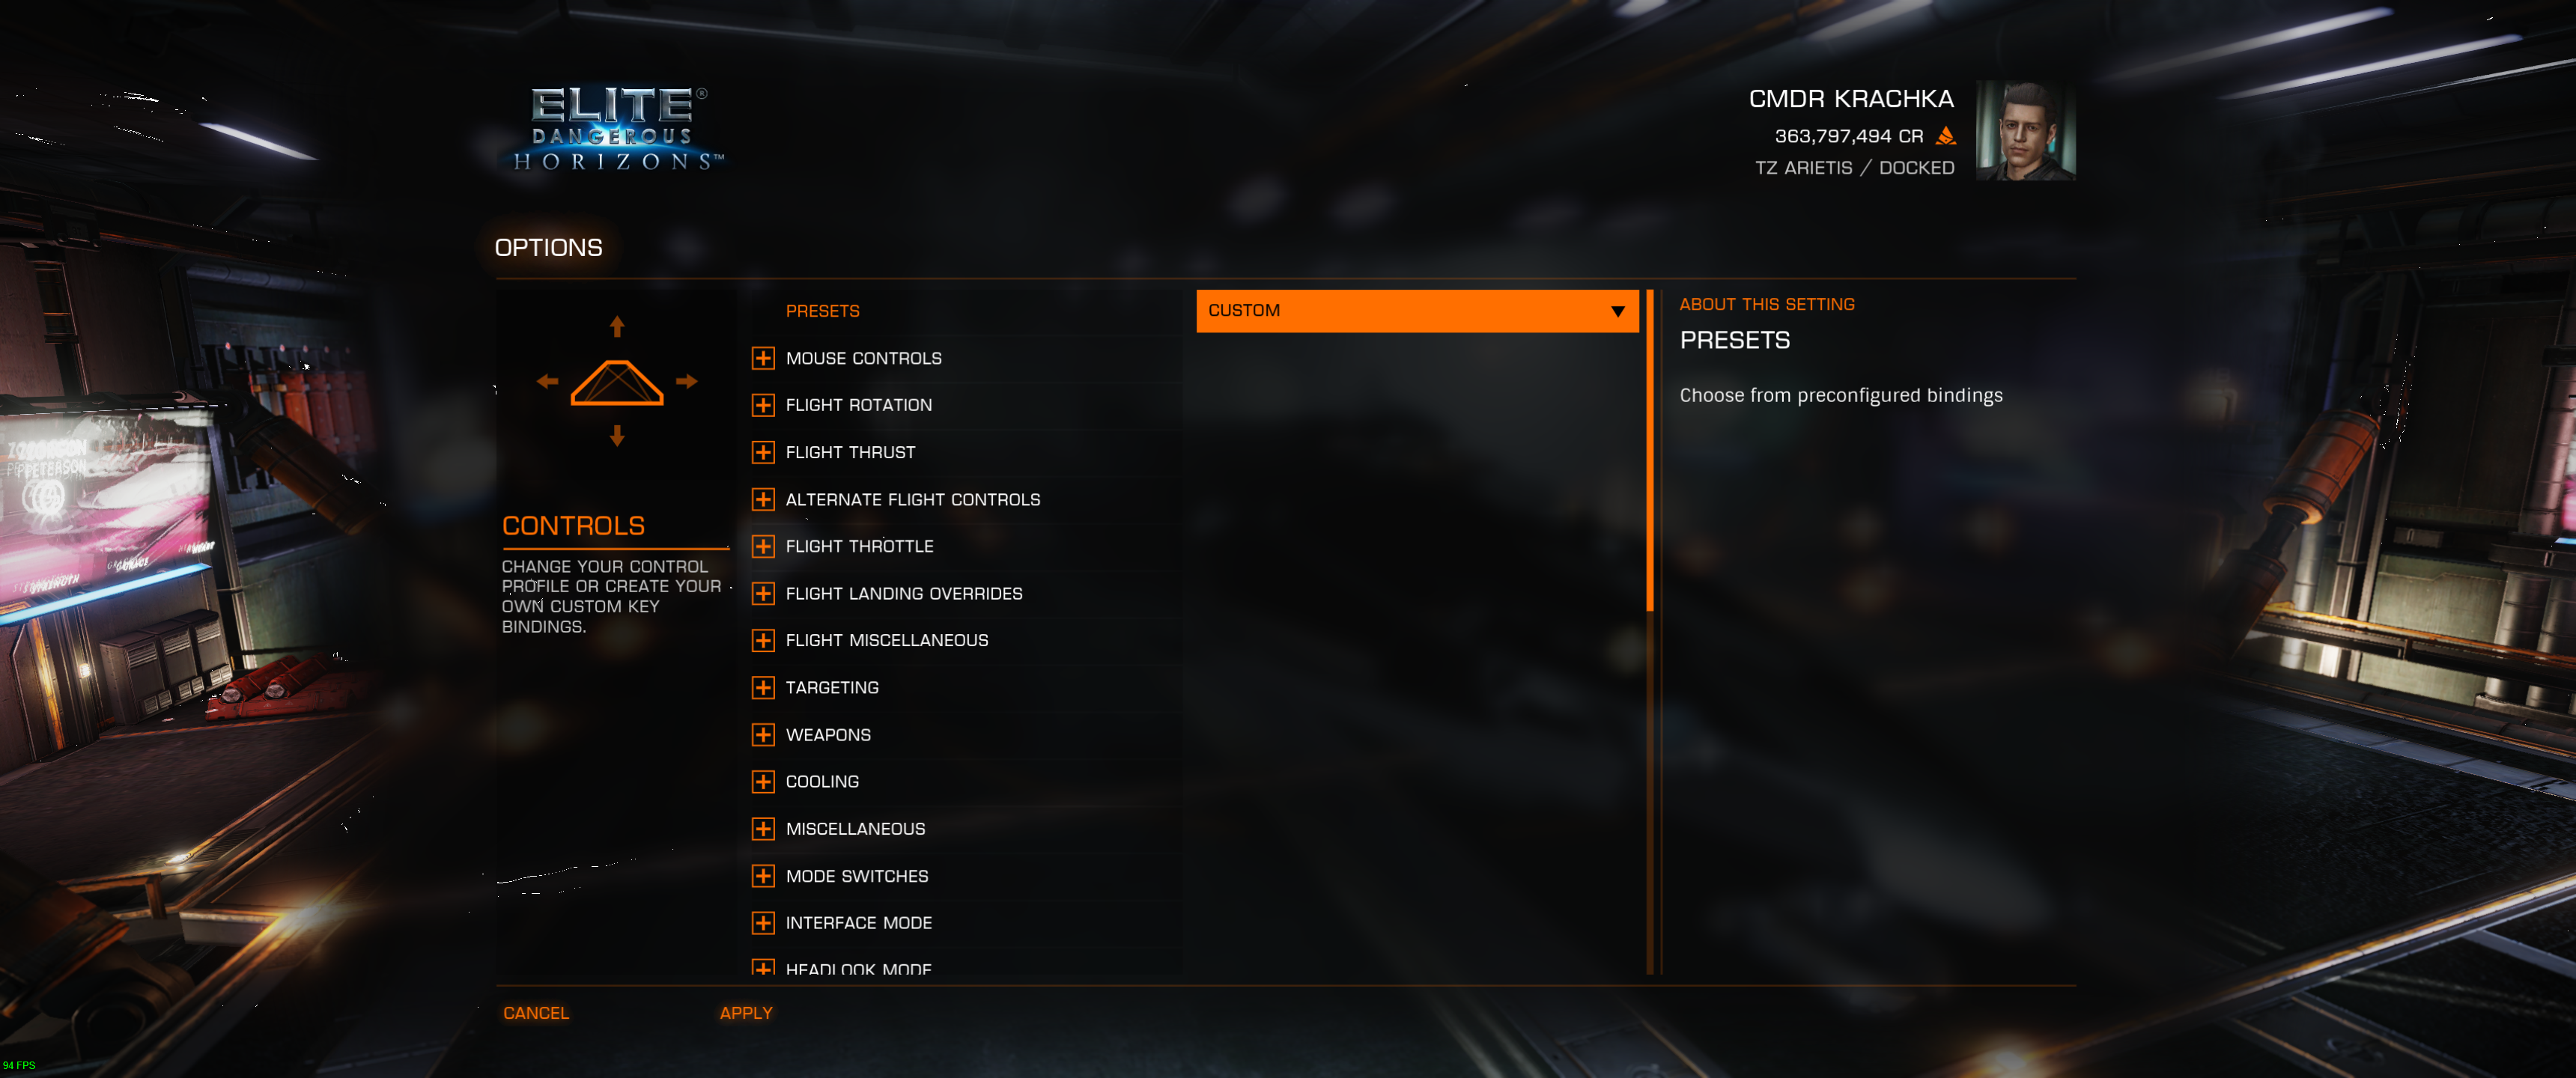 ELITE®
DANGEROUS
HORIZONS™
CMDR KRACHKA
363,797,494 CR
TZ ARIETIS / DOCKED
OPTIONS
CONTROLS
CHANGE YOUR CONTROL
PROFILE OR CREATE YOUR
OWN CUSTOM KEY
BINDINGS.
PRESETS
CUSTOM
MOUSE CONTROLS
FLIGHT ROTATION
FLIGHT THRUST
ALTERNATE FLIGHT CONTROLS
FLIGHT THROTTLE
FLIGHT LANDING OVERRIDES
FLIGHT MISCELLANEOUS
TARGETING
WEAPONS
COOLING
MISCELLANEOUS
MODE SWITCHES
INTERFACE MODE
HEADLOOK MODE
ABOUT THIS SETTING
PRESETS
Choose from preconfigured bindings
PETERSON
CANCEL
APPLY
94 FPS